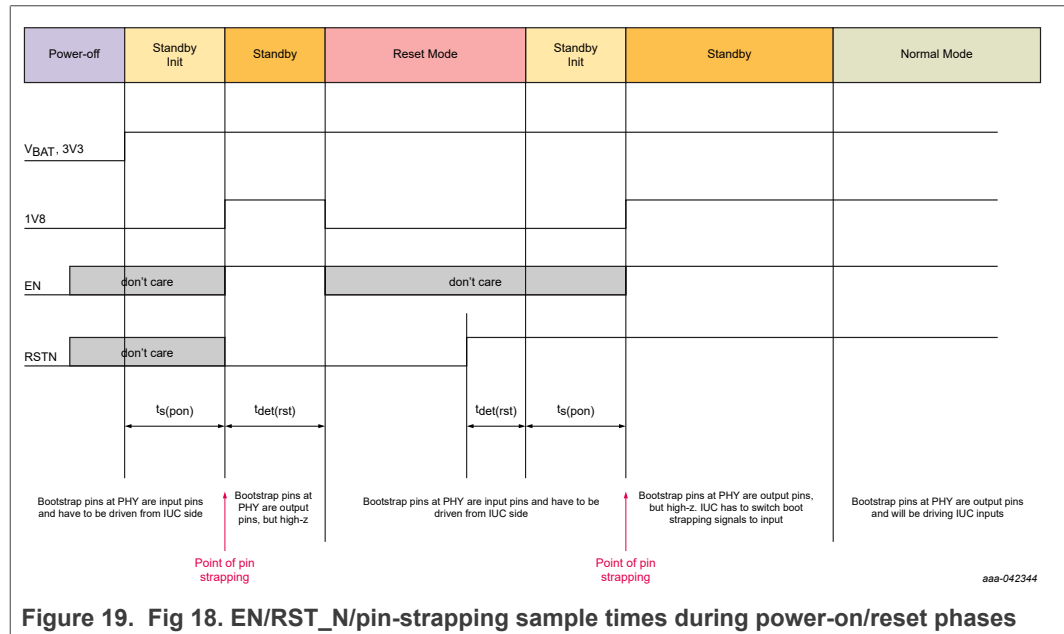 Power-off
Standby
Init
Standby
Reset Mode
Standby
Init
Standby
Normal Mode
VBAT, 3V3
1V8
EN
don't care
don't care
RSTN
don't care
ts(pon)
tdet(rst)
tdet(rst)
ts(pon)
Bootstrap pins at PHY are input pins
and have to be driven from IUC side
Bootstrap pins at
PHY are output
pins, but high-z
Bootstrap pins at PHY are input pins and have to be
driven from IUC side
Bootstrap pins at PHY are output pins,
but high-z. IUC has to switch boot
strapping signals to input
Bootstrap pins at PHY are output pins
and will be driving IUC inputs
Point of pin
strapping
Point of pin
strapping
aaa-042344
Figure 19. Fig 18. EN/RST_N/pin-strapping sample times during power-on/reset phases